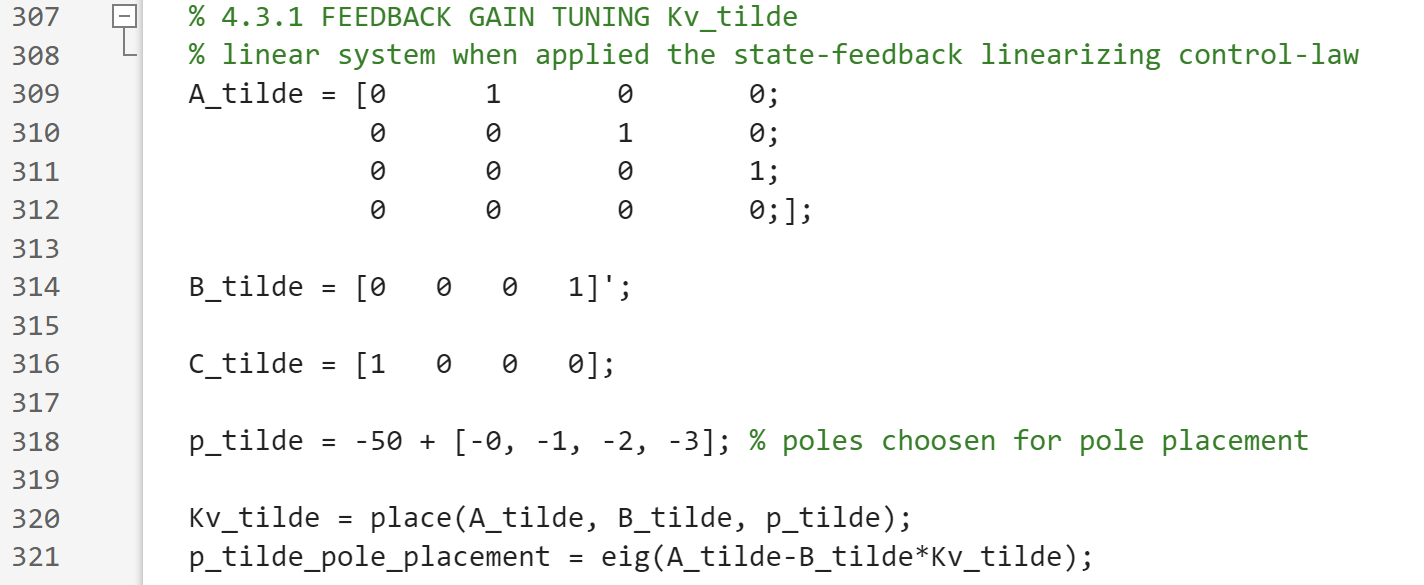 307 % 4.3.1 FEEDBACK GAIN TUNING Kv_tilde
308 % linear system when applied the state-feedback linearizing control-law
309 A_tilde = [0      1       0       0;
310            0      0       1       0;
311            0      0       0       1;
312            0      0       0       0;];
313
314 B_tilde = [0   0   0   1]';
315
316 C_tilde = [1   0   0   0];
317
318 p_tilde = -50 + [-0, -1, -2, -3]; % poles choosen for pole placement
319
320 Kv_tilde = place(A_tilde, B_tilde, p_tilde);
321 p_tilde_pole_placement = eig(A_tilde-B_tilde*Kv_tilde);